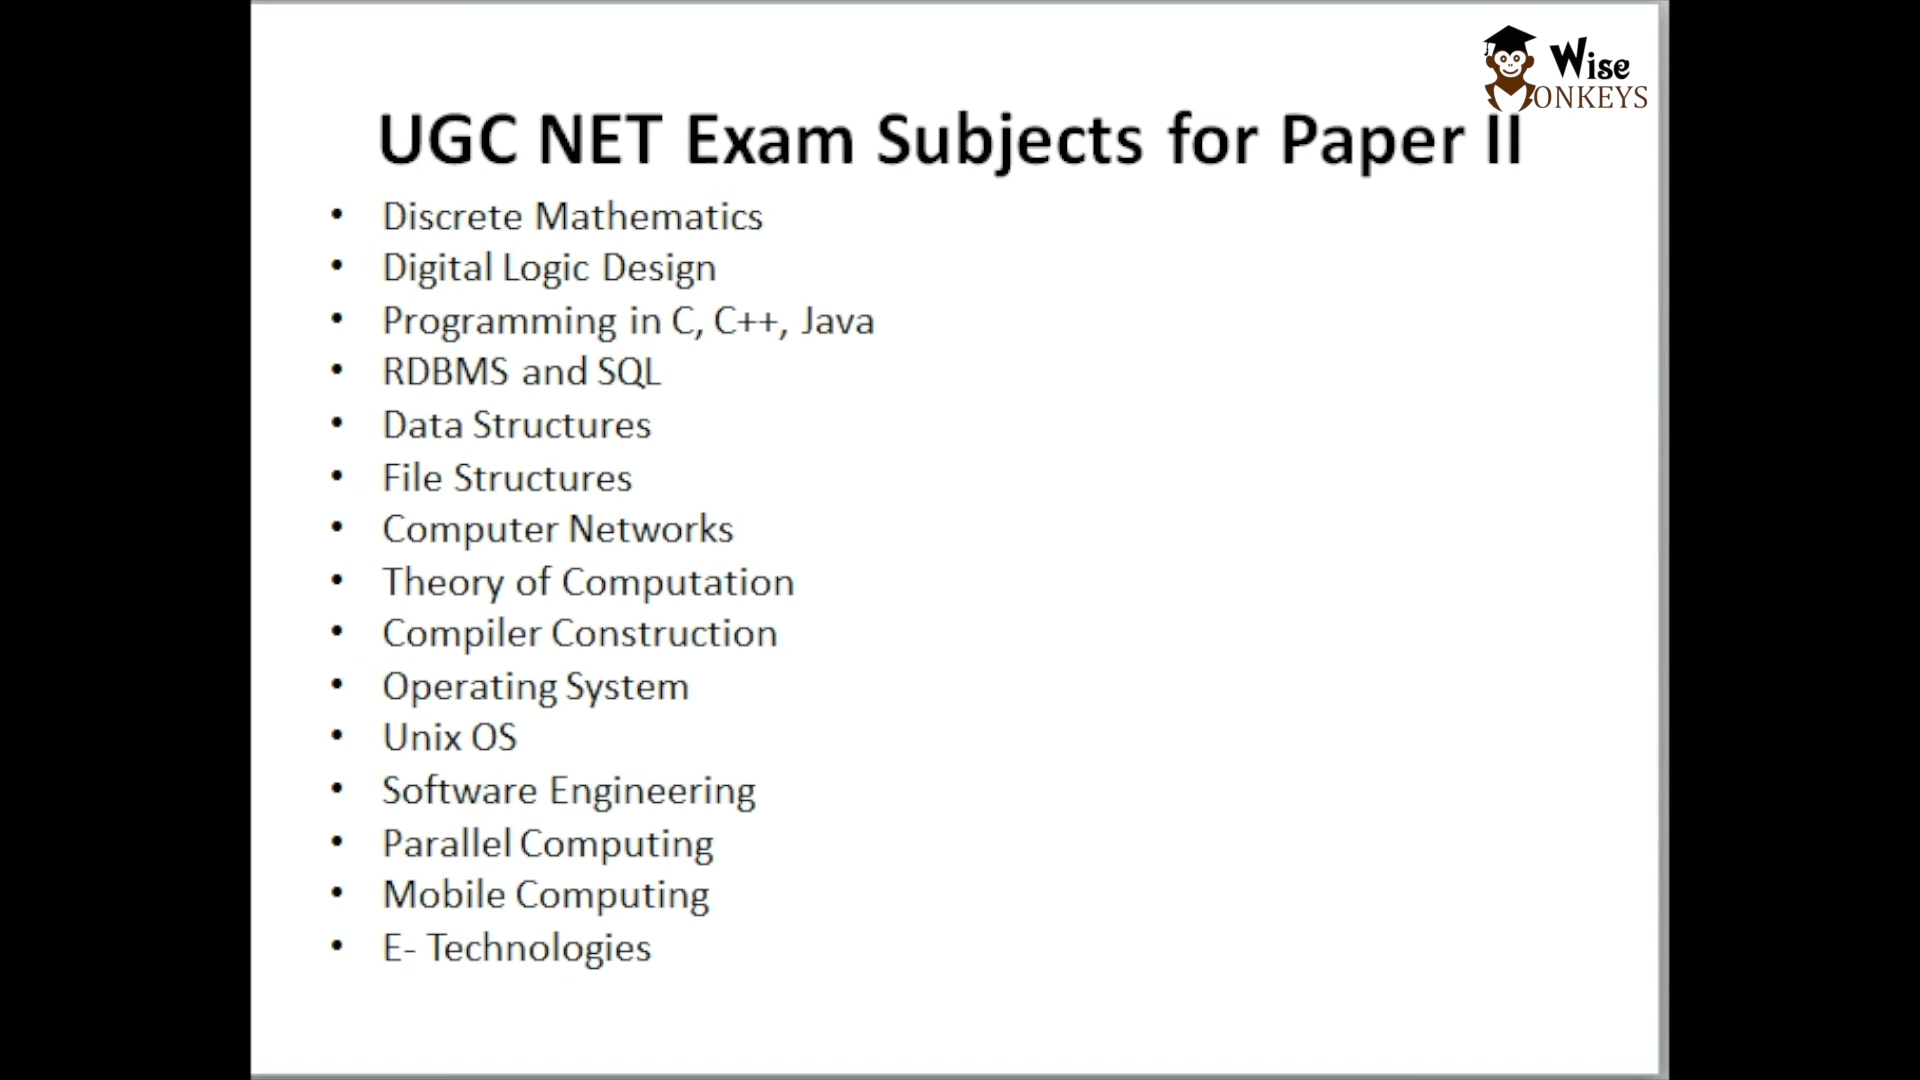 Wise
MONKEYS
UGC NET Exam Subjects for Paper II
• Discrete Mathematics
• Digital Logic Design
• Programming in C, C++, Java
• RDBMS and SQL
• Data Structures
• File Structures
• Computer Networks
• Theory of Computation
• Compiler Construction
• Operating System
• Unix OS
• Software Engineering
• Parallel Computing
• Mobile Computing
• E- Technologies